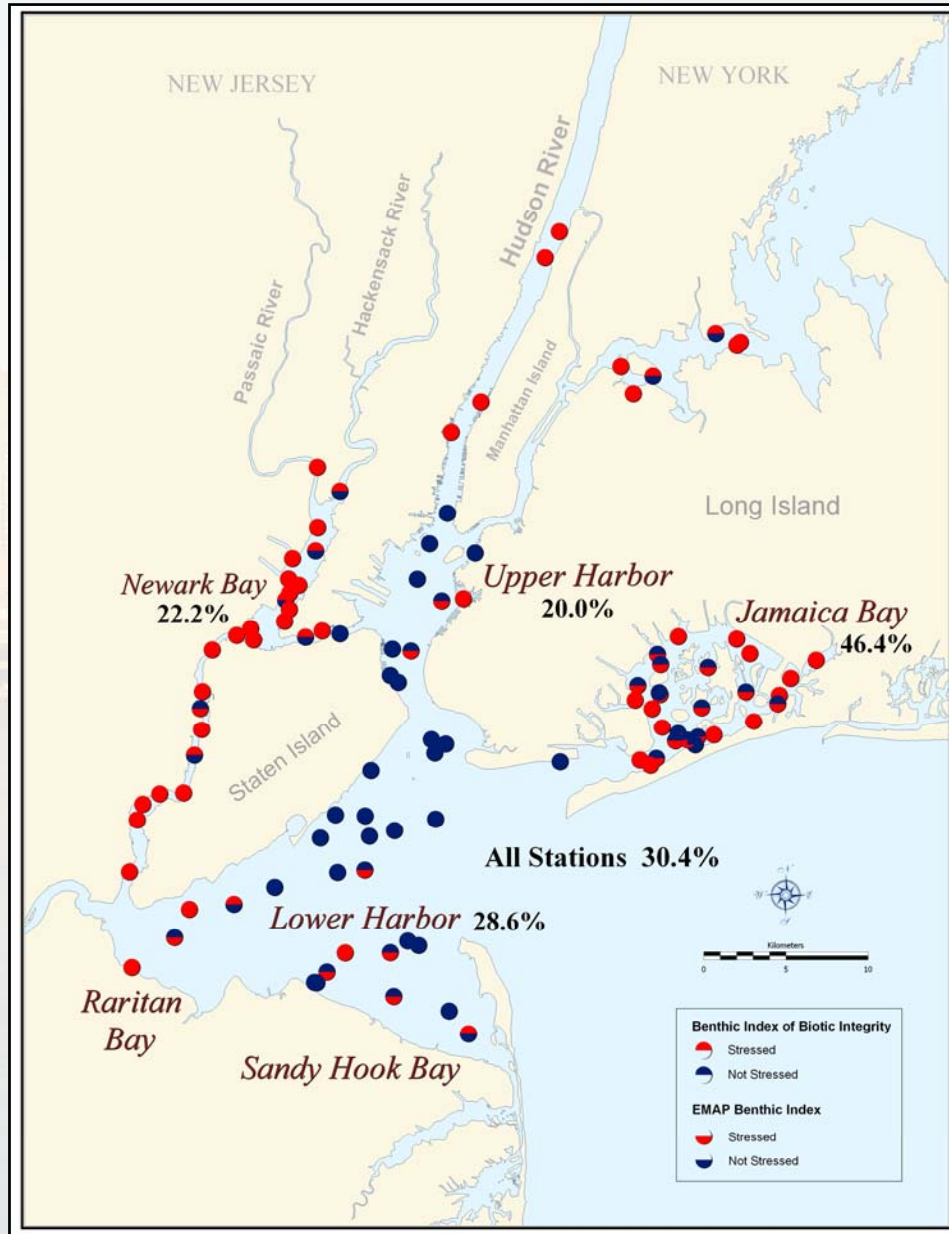 NEW JERSEY
NEW YORK
Hudson River
Hackensack River
Passaic River
Manhattan Island
Long Island
Newark Bay
22.2%
Upper Harbor
20.0%
Jamaica Bay
46.4%
Staten Island
All Stations 30.4%
Lower Harbor 28.6%
Raritan
Bay
Sandy Hook Bay
Kilometers
0 5 10
Benthic Index of Biotic Integrity
Stressed
Not Stressed
EMAP Benthic Index
Stressed
Not Stressed